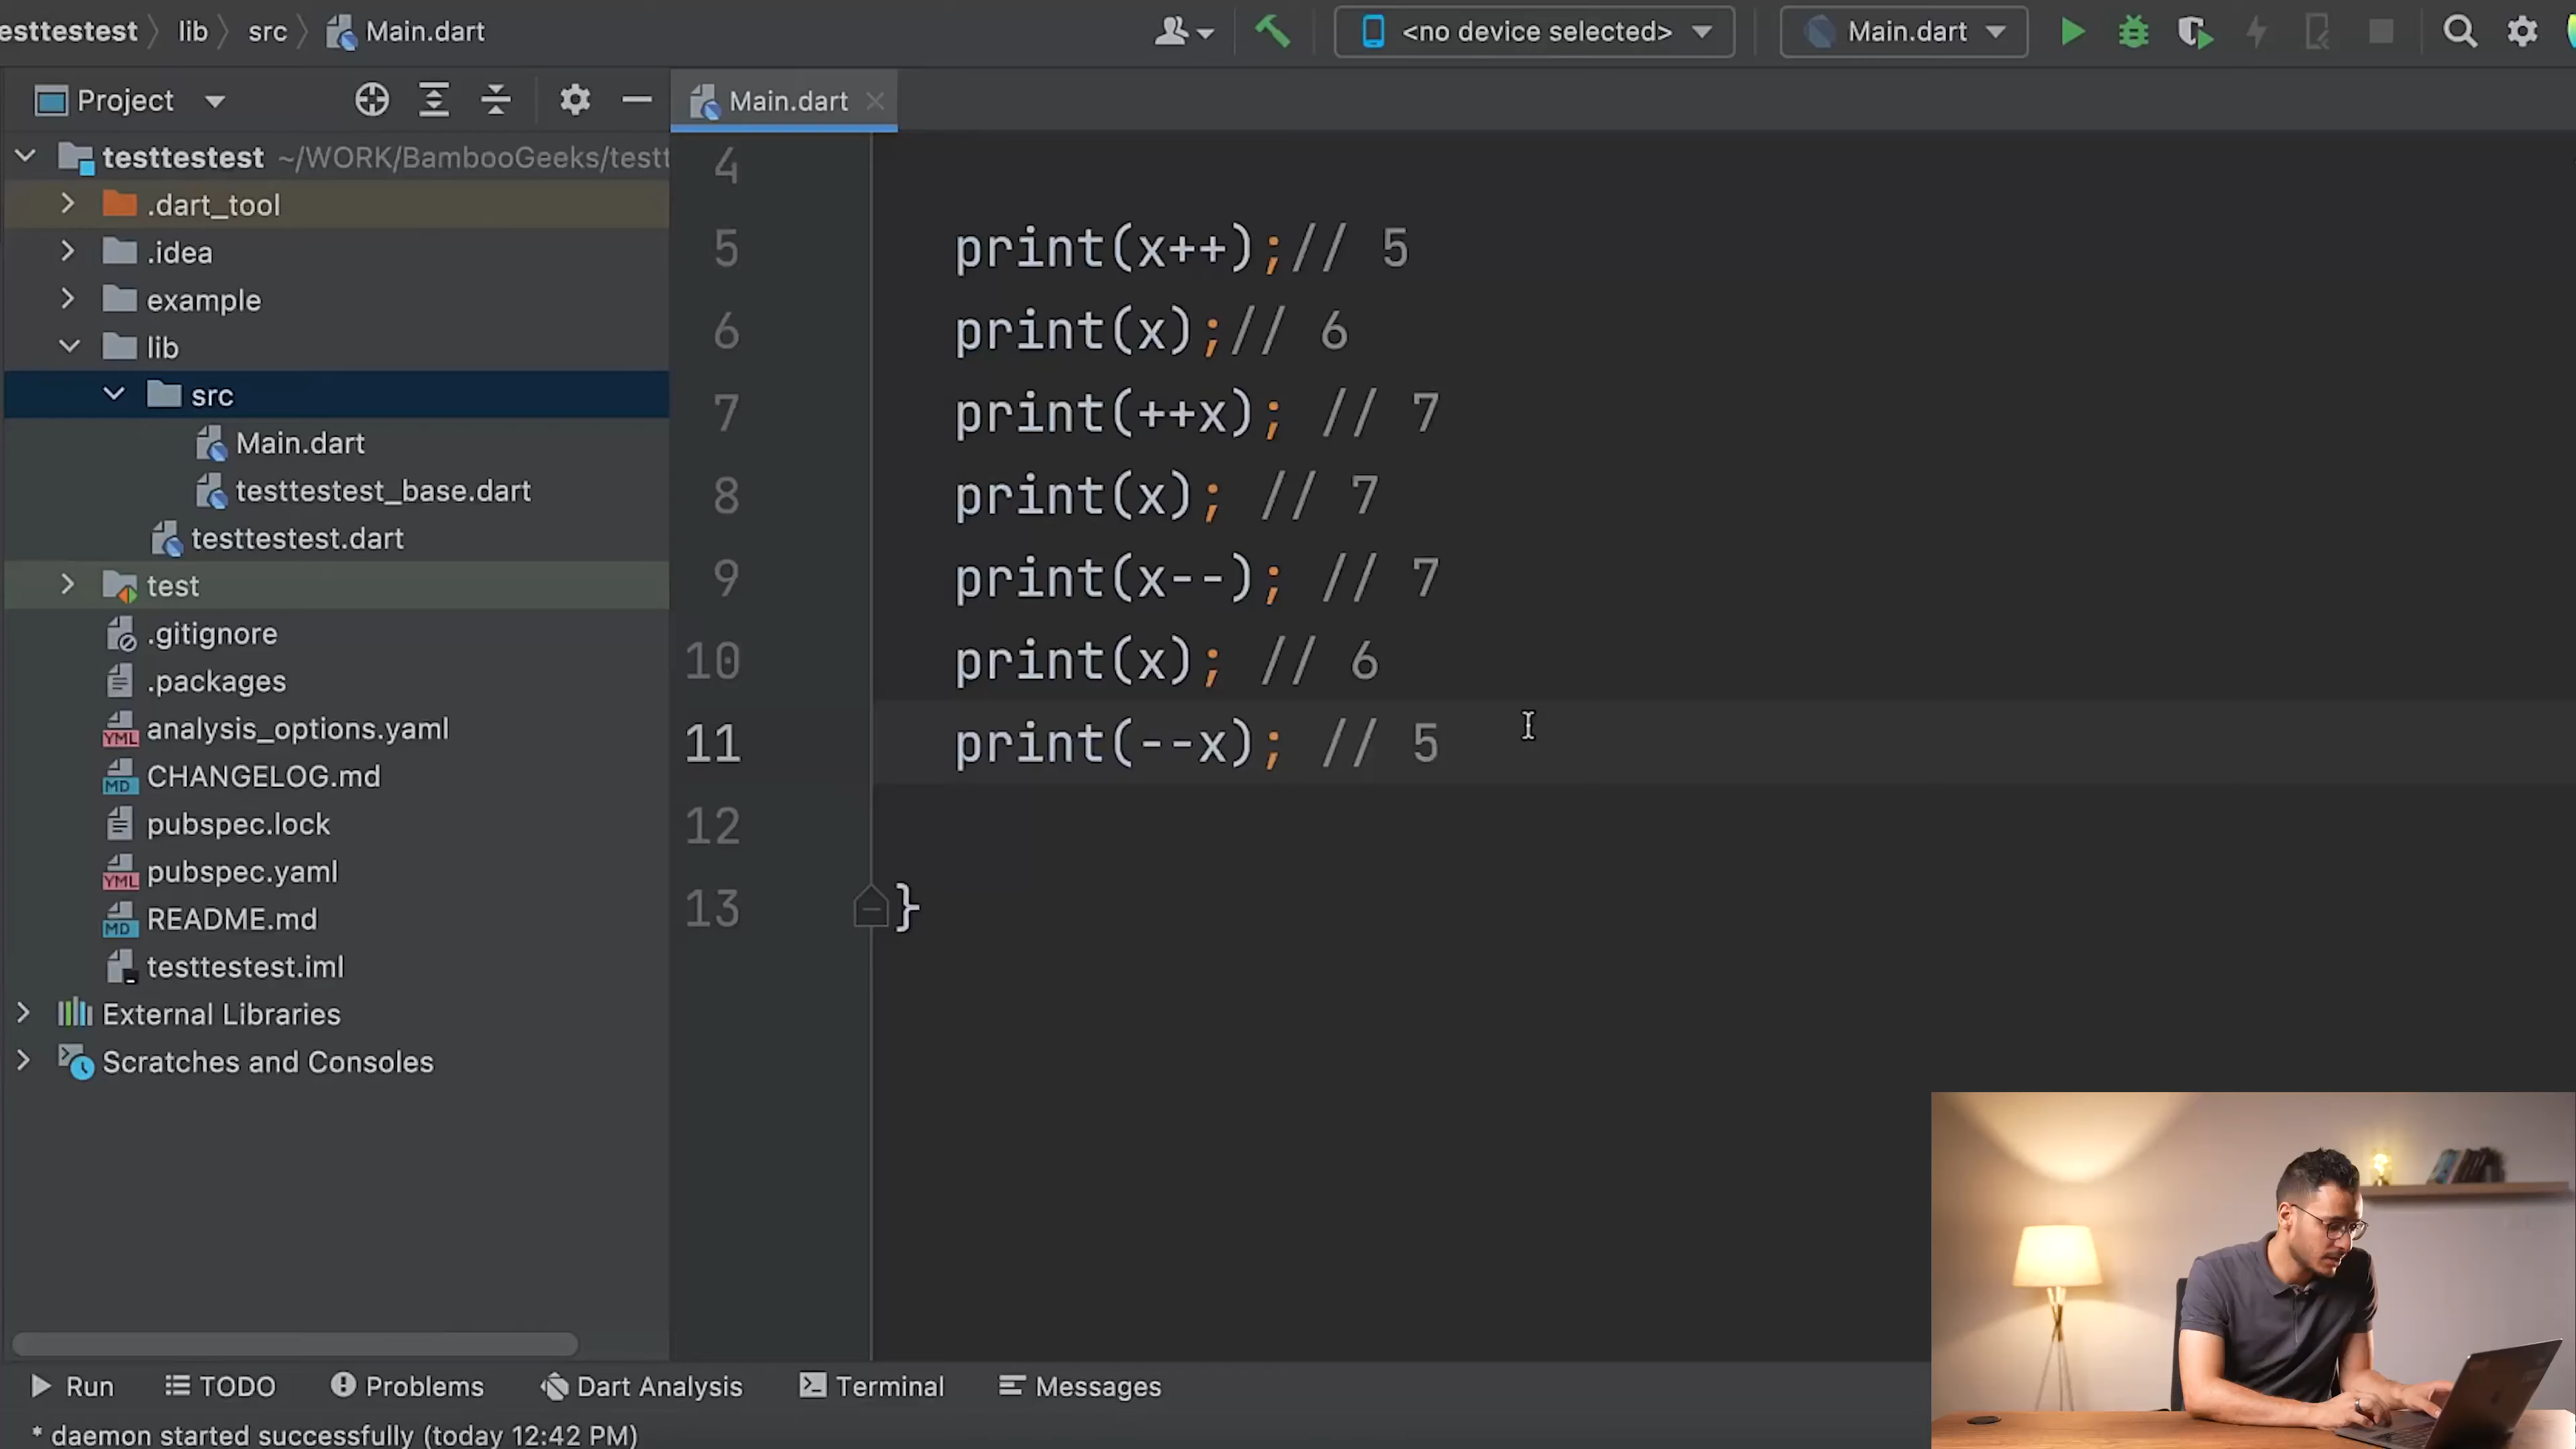 esttestest lib src Main.dart <no device selected> Main.dart
Project
testtestest ~/WORK/BambooGeeks/testt
.dart_tool
.idea
example
lib
src
Main.dart
testtestest_base.dart
testtestest.dart
test
.gitignore
.packages
analysis_options.yaml
CHANGELOG.md
pubspec.lock
pubspec.yaml
README.md
testtestest.iml
External Libraries
Scratches and Consoles
Main.dart
4
5 print(x++);// 5
6 print(x);// 6
7 print(++x); // 7
8 print(x); // 7
9 print(x--); // 7
10 print(x); // 6
11 print(--x); // 5
12
13 }
Run TODO Problems Dart Analysis Terminal Messages
* daemon started successfully (today 12:42 PM)